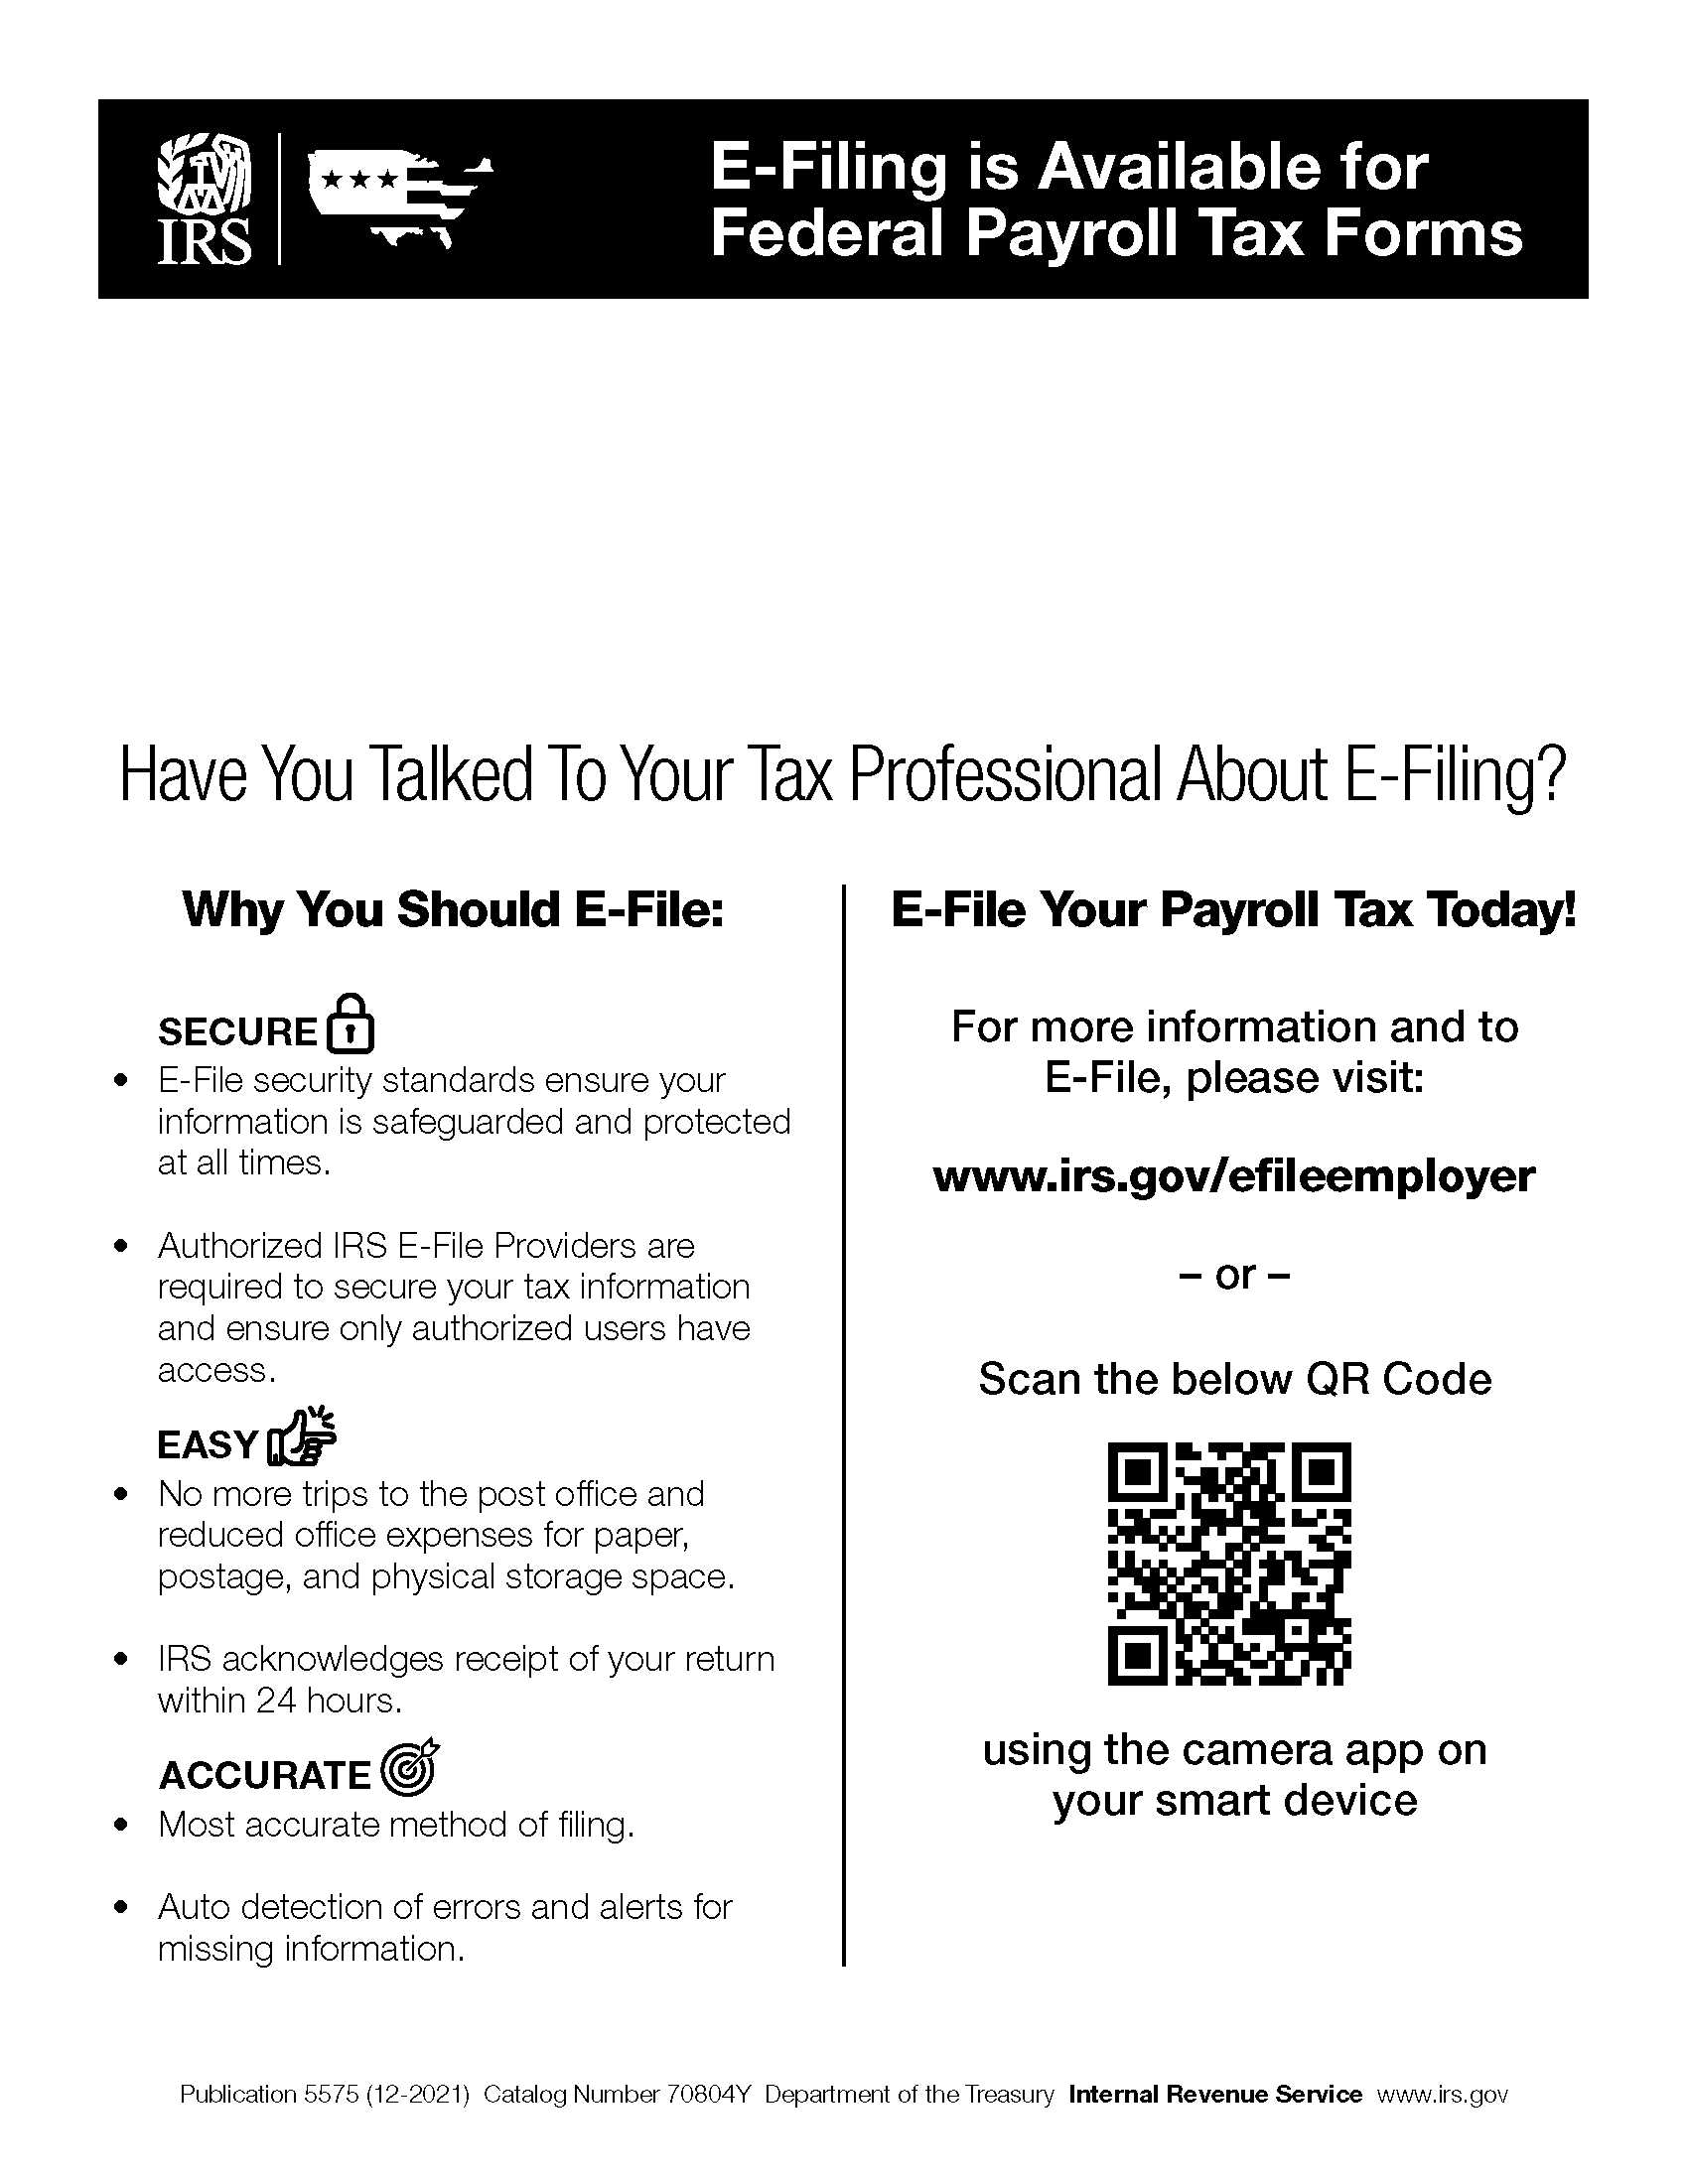 IRS
E-Filing is Available for
Federal Payroll Tax Forms
Have You Talked To Your Tax Professional About E-Filing?
Why You Should E-File:
SECURE
• E-File security standards ensure your
information is safeguarded and protected
at all times.
• Authorized IRS E-File Providers are
required to secure your tax information
and ensure only authorized users have
access.
EASY
• No more trips to the post office and
reduced office expenses for paper,
postage, and physical storage space.
• IRS acknowledges receipt of your return
within 24 hours.
ACCURATE
• Most accurate method of filing.
• Auto detection of errors and alerts for
missing information.
E-File Your Payroll Tax Today!
For more information and to
E-File, please visit:
www.irs.gov/efileemployer
– or –
Scan the below QR Code
using the camera app on
your smart device
Publication 5575 (12-2021) Catalog Number 70804Y Department of the Treasury Internal Revenue Service www.irs.gov